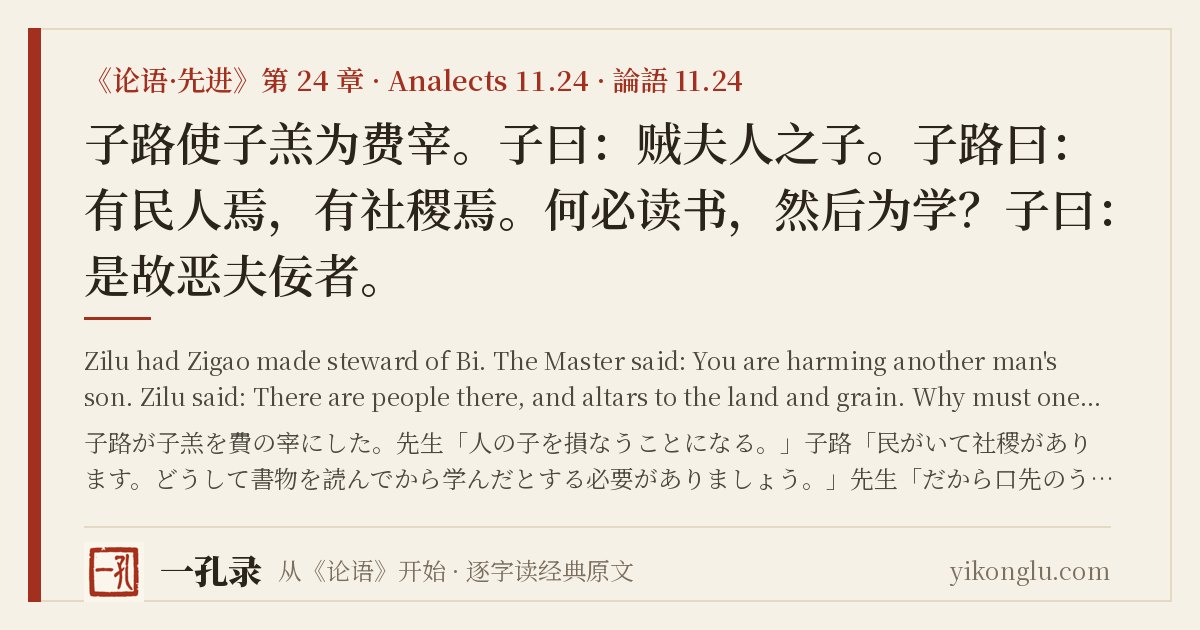 《论语·先进》第 24 章 · Analects 11.24 · 論語 11.24
子路使子羔为费宰。子曰：贼夫人之子。子路曰：
有民人焉，有社稷焉。何必读书，然后为学？子曰：
是故恶夫佞者。
Zilu had Zigao made steward of Bi. The Master said: You are harming another man's
son. Zilu said: There are people there, and altars to the land and grain. Why must one...
子路が子羔を費の宰にした。先生「人の子を損なうことになる。」子路「民がいて社稷があり
ます。どうして書物を読んでから学んだとする必要がありましょう。」先生「だから口先のう…
一孔
一孔录 从《论语》开始 · 逐字读经典原文 yikonglu.com